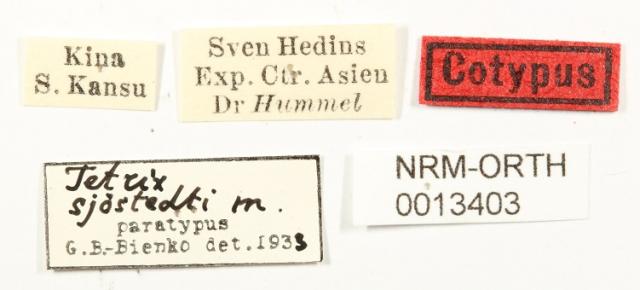 Kina
S. Kansu
Sven Hedins
Exp. Ctr. Asien
Dr Hummel
Cotypus
Tetrix
sjöstedti m.
paratypus
G.B.-Bienko det. 1933
NRM-ORTH
0013403